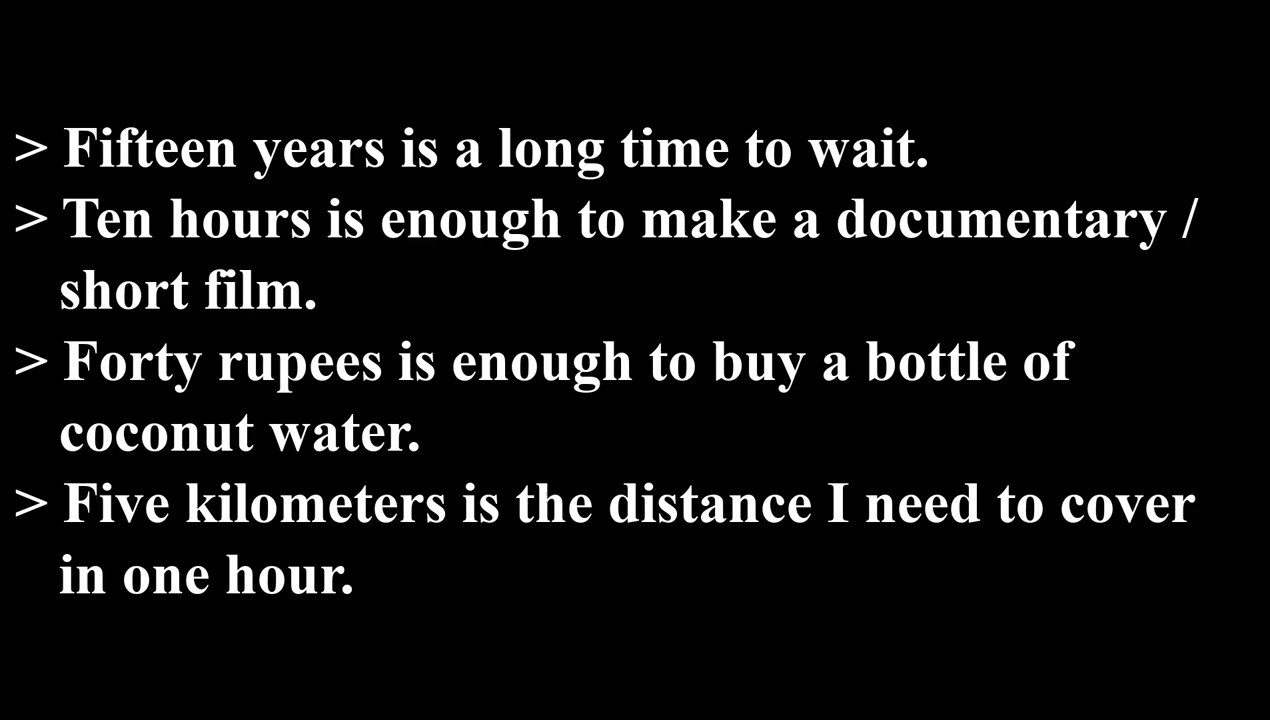 > Fifteen years is a long time to wait.
> Ten hours is enough to make a documentary /
short film.
> Forty rupees is enough to buy a bottle of
coconut water.
> Five kilometers is the distance I need to cover
in one hour.